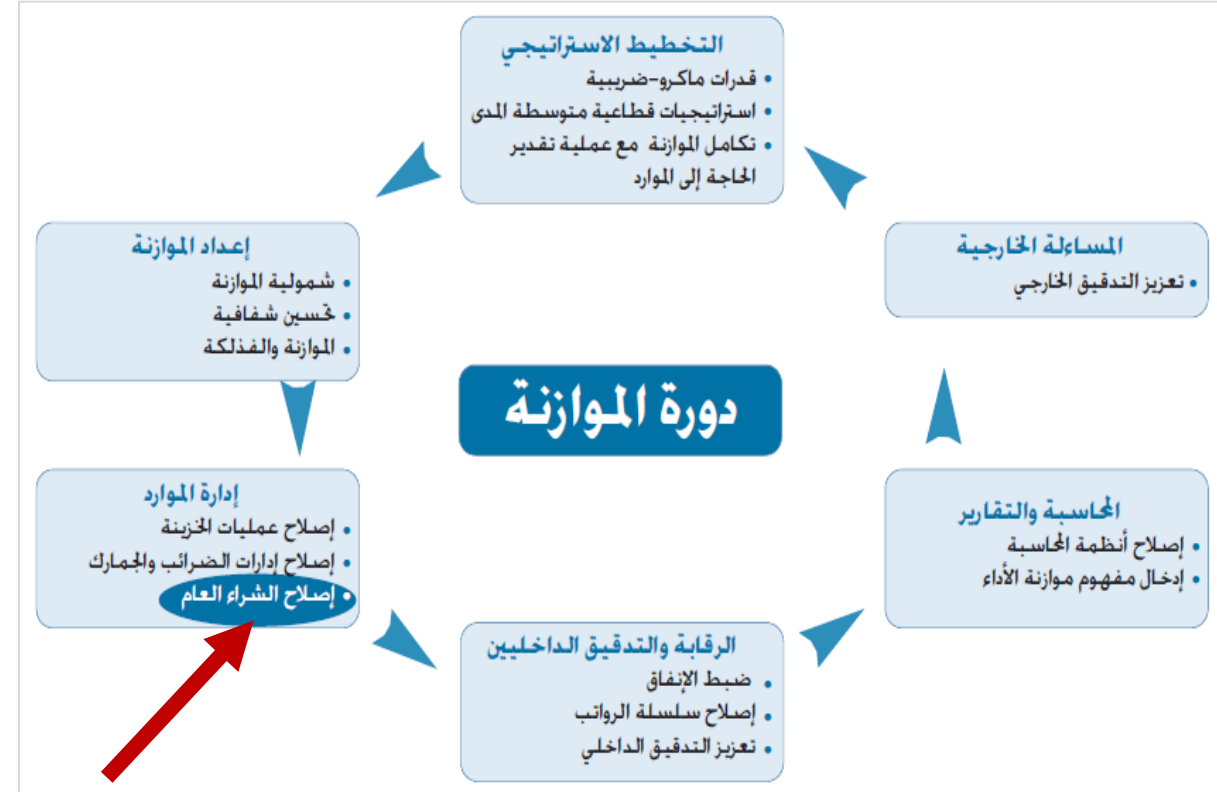 التخطيط الاستراتيجي
• قدرات ماكرو-ضريبية
• استراتيجيات قطاعية متوسطة المدى
• تكامل الموازنة مع عملية تقدير
الحاجة إلى الموارد
إعداد الموازنة
• شمولية الموازنة
• تحسين شفافية
• الموازنة والفذلكة
إدارة الموارد
• إصلاح عمليات الخزينة
• إصلاح إدارات الضرائب والجمارك
• إصلاح الشراء العام
الرقابة والتدقيق الداخليين
• ضبط الإنفاق
• إصلاح سلسلة الرواتب
• تعزيز التدقيق الداخلي
المحاسبة والتقارير
• إصلاح أنظمة المحاسبة
• إدخال مفهوم موازنة الأداء
المساءلة الخارجية
• تعزيز التدقيق الخارجي
دورة الموازنة